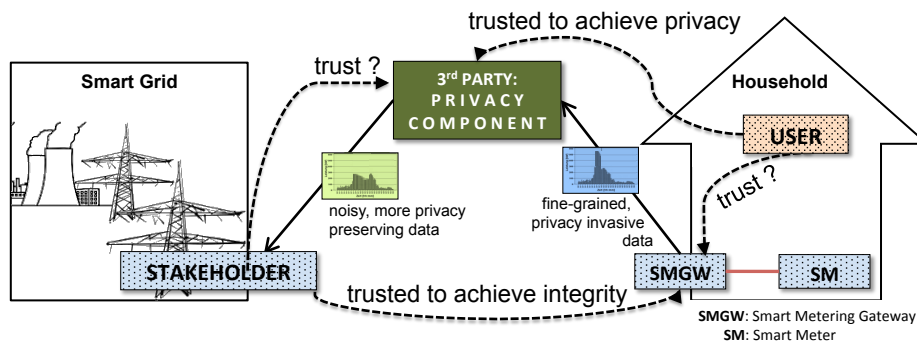 trusted to achieve privacy
Smart Grid
trust ?
3rd PARTY:
PRIVACY
COMPONENT
Household
USER
trust ?
noisy, more privacy
preserving data
fine-grained,
privacy invasive
data
STAKEHOLDER
SMGW
SM
trusted to achieve integrity
SMGW: Smart Metering Gateway
SM: Smart Meter